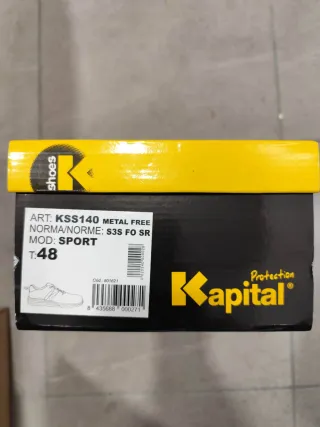 shoes
ART: KSS140 METAL FREE
NORMA/NORME: S3S FO SR
MOD: SPORT
T:48
Protection
Kapital®